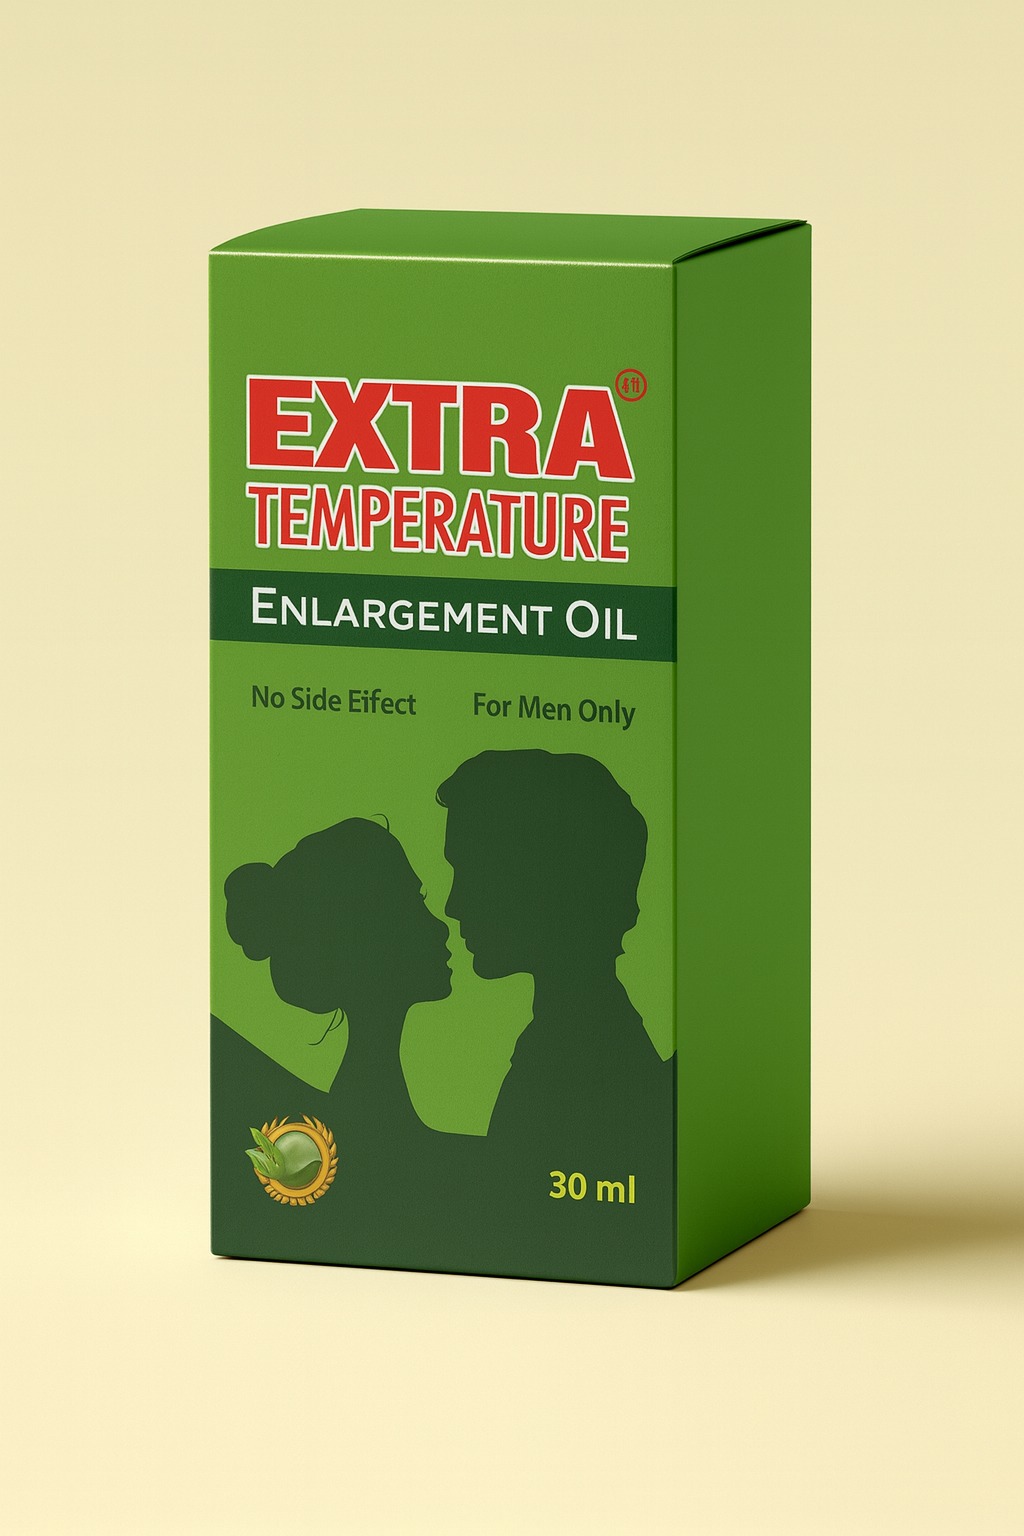 EXTRA
TEMPERATURE
ENLARGEMENT OIL
No Side Eifect For Men Only
30 ml